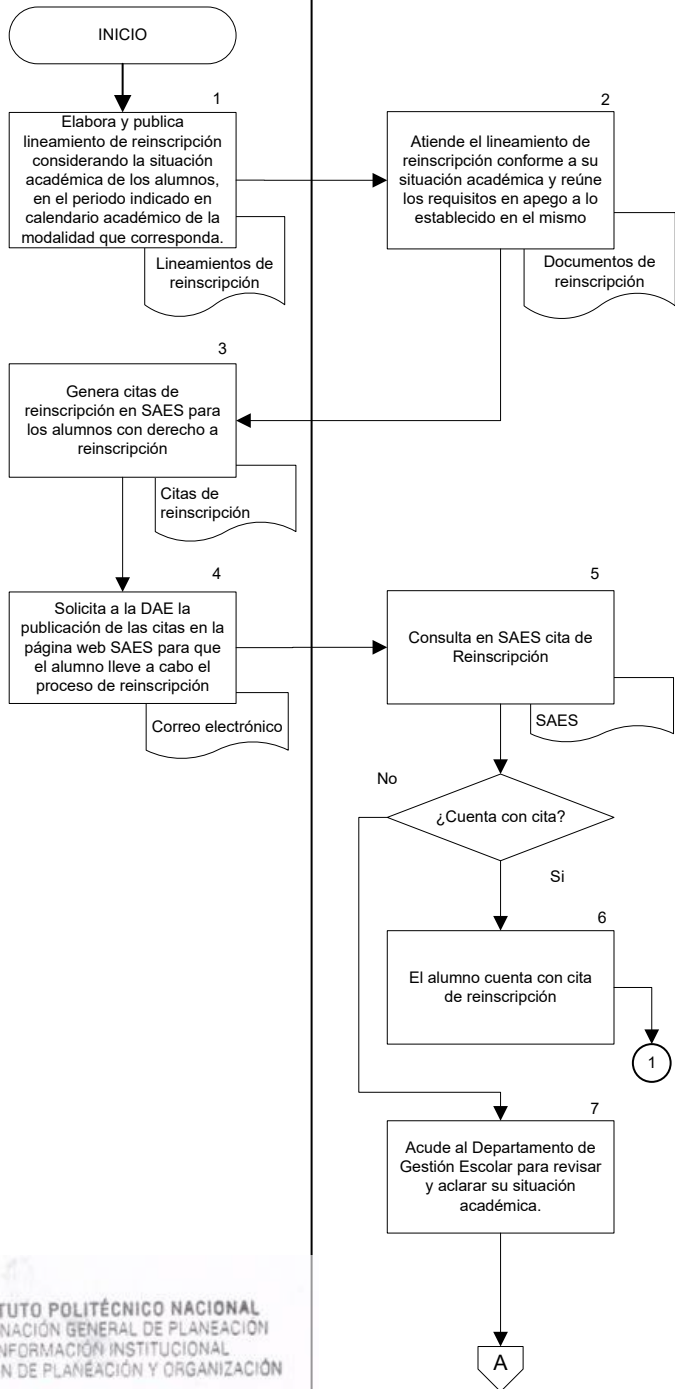 INICIO
1
Elabora y publica
lineamiento de reinscripción
considerando la situación
académica de los alumnos,
en el periodo indicado en
calendario académico de la
modalidad que corresponda.
Lineamientos de
reinscripción
2
Atiende el lineamiento de
reinscripción conforme a su
situación académica y reúne
los requisitos en apego a lo
establecido en el mismo
Documentos de
reinscripción
3
Genera citas de
reinscripción en SAES para
los alumnos con derecho a
reinscripción
Citas de
reinscripción
4
Solicita a la DAE la
publicación de las citas en la
página web SAES para que
el alumno lleve a cabo el
proceso de reinscripción
Correo electrónico
5
Consulta en SAES cita de
Reinscripción
SAES
¿Cuenta con cita?
No
Si
6
El alumno cuenta con cita
de reinscripción
1
7
Acude al Departamento de
Gestión Escolar para revisar
y aclarar su situación
académica.
A
TUTO POLITÉCNICO NACIONAL
NACIÓN GENERAL DE PLANEACIÓN
NFORMACIÓN INSTITUCIONAL
N DE PLANEACIÓN Y ORGANIZACIÓN